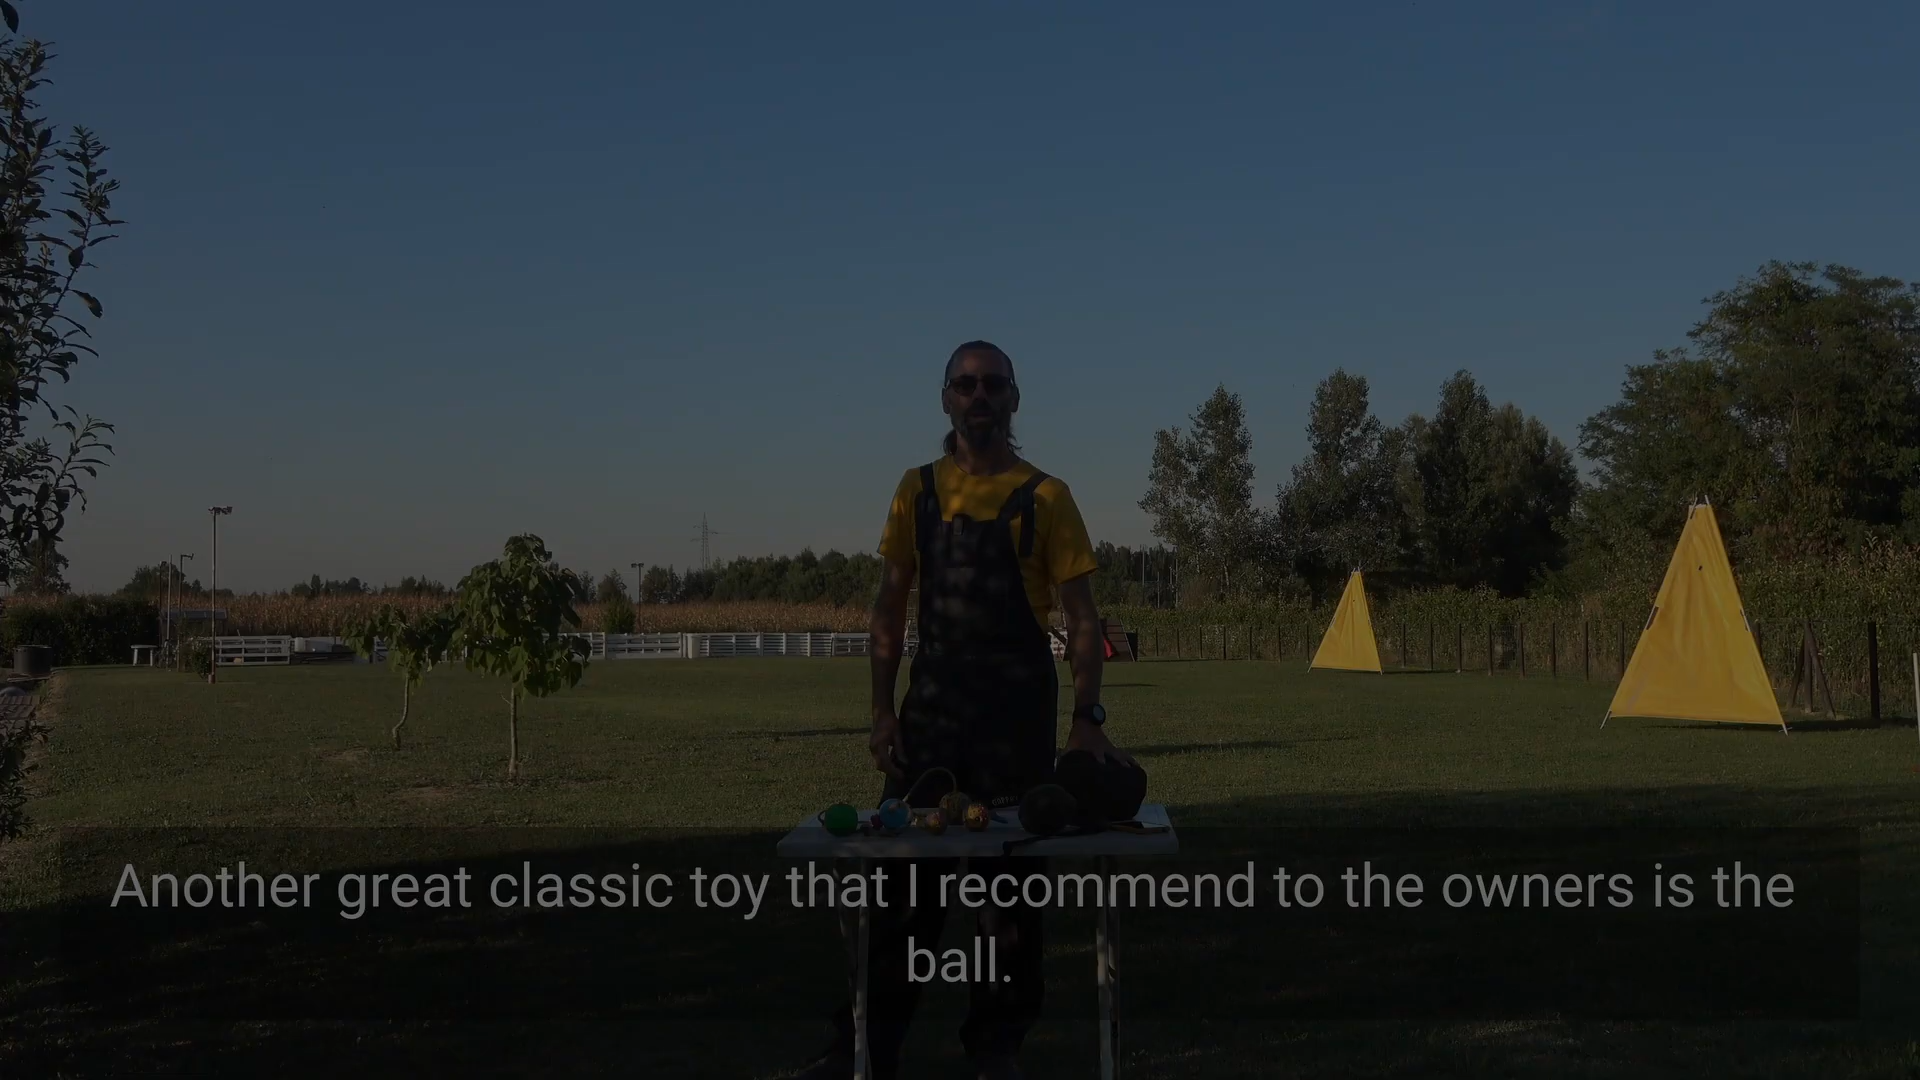 Another great classic toy that I recommend to the owners is the
ball.